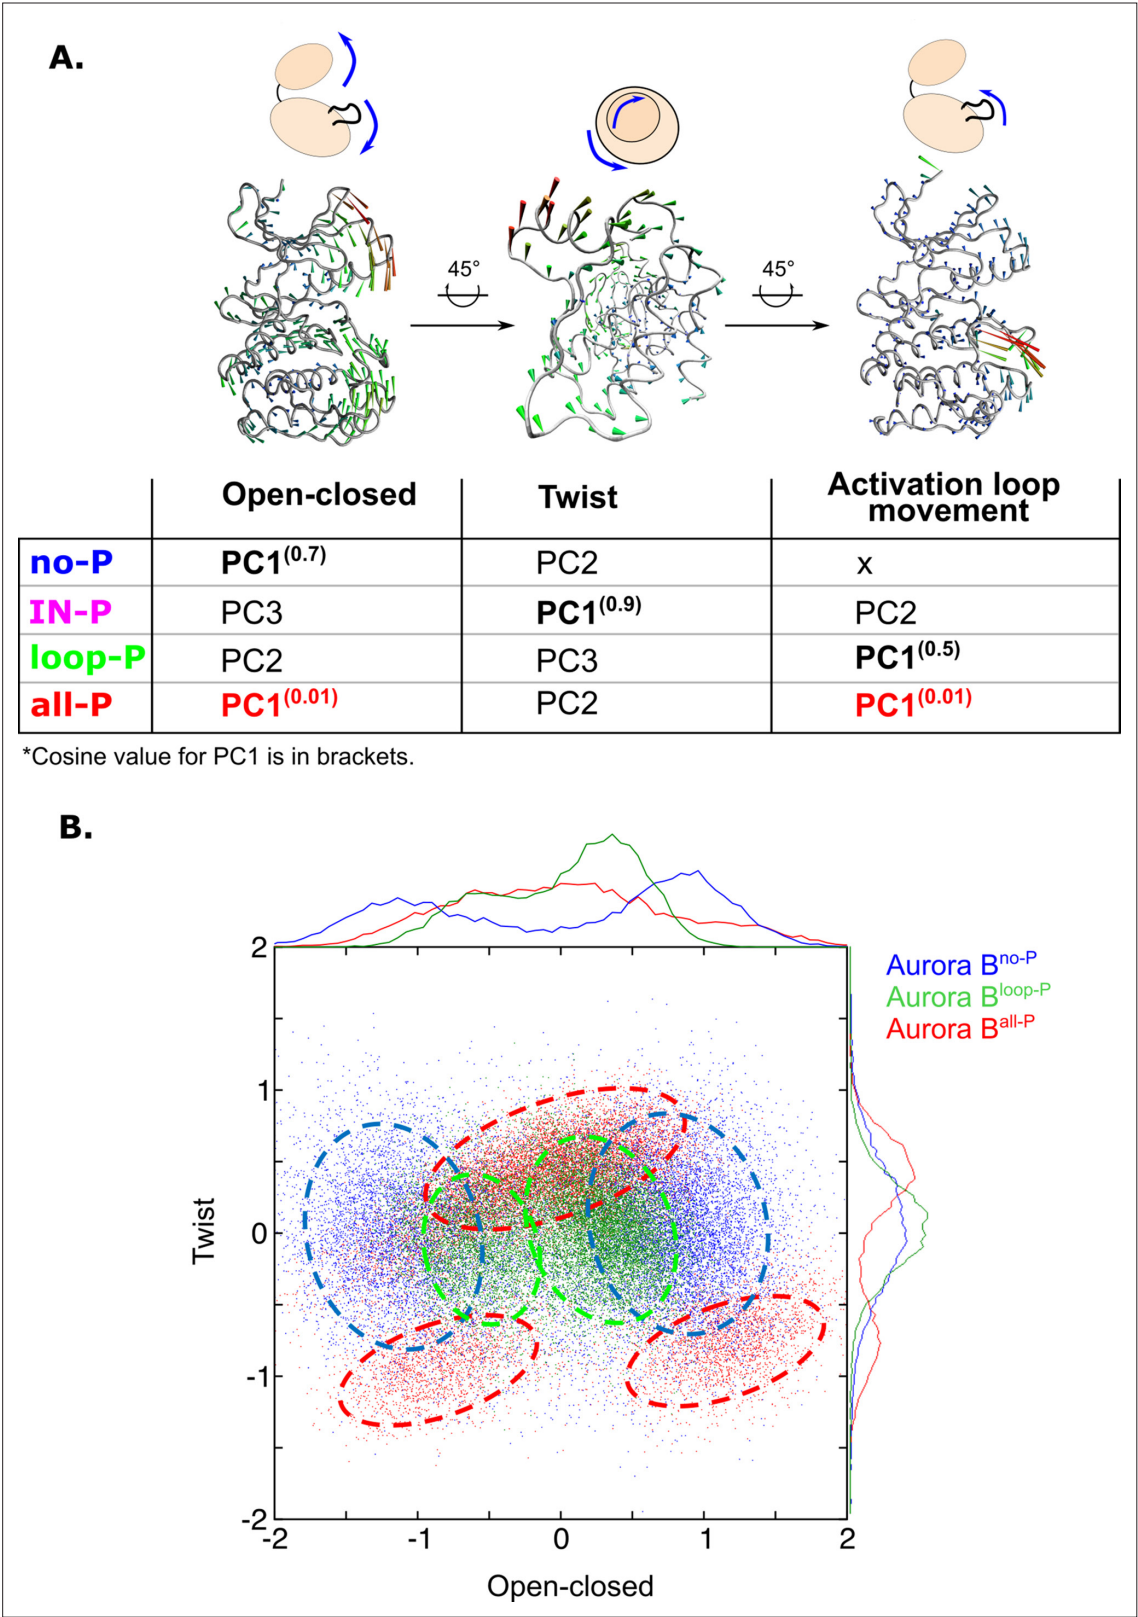 A.
45° 45°
Open-closed Twist Activation loop
movement
no-P PC1(0.7) PC2 x
IN-P PC3 PC1(0.9) PC2
loop-P PC2 PC3 PC1(0.5)
all-P PC1(0.01) PC2 PC1(0.01)
*Cosine value for PC1 is in brackets.
B.
Aurora Bno-P
Aurora Bloop-P
Aurora Ball-P
2
1
0
-1
-2
Twist
-2 -1 0 1 2
Open-closed